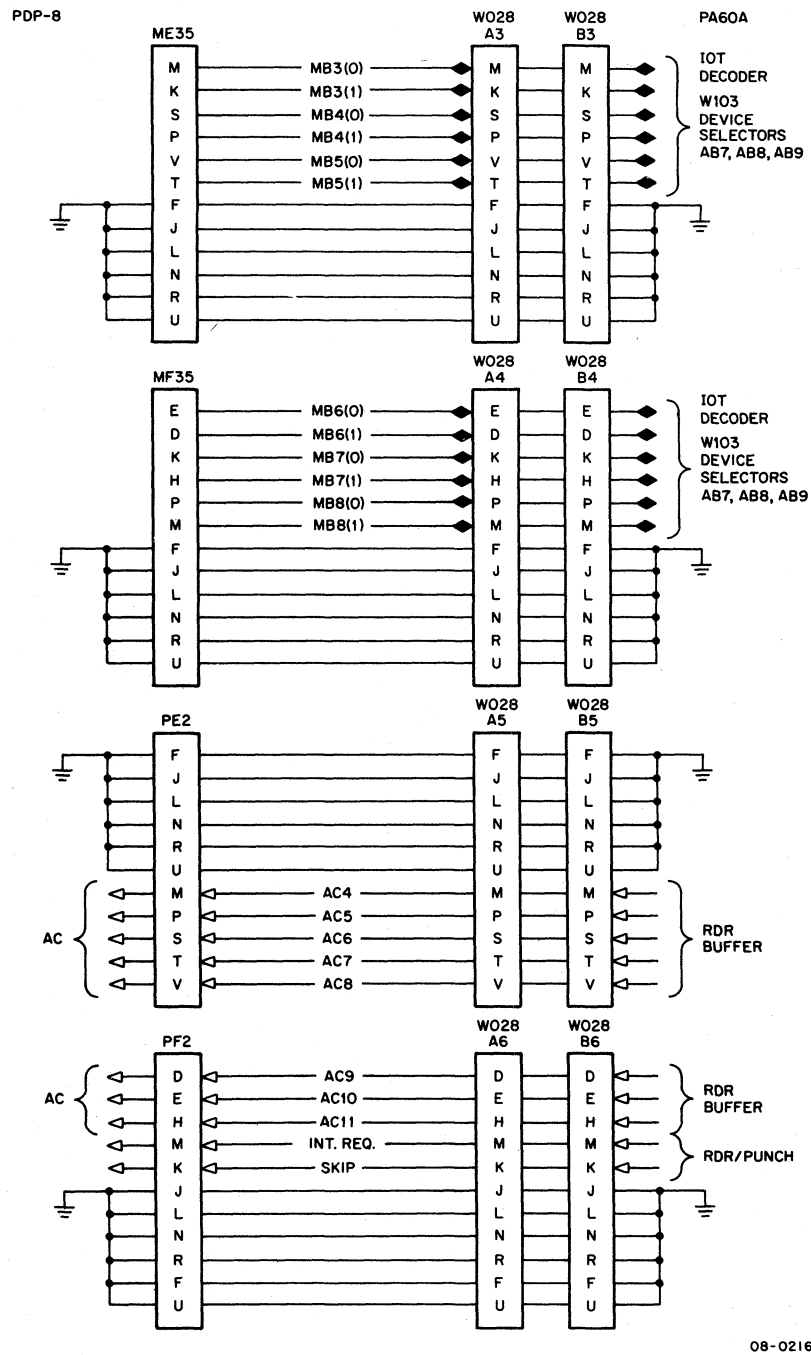 PDP-8
ME35
W028
A3
W028
B3
PA60A
M MB3(0) M M
K MB3(1) K K
S MB4(0) S S
P MB4(1) P P
V MB5(0) V V
T MB5(1) T T
F F F
J J J
L L L
N N N
R R R
U U U
IOT
DECODER
W103
DEVICE
SELECTORS
AB7, AB8, AB9
MF35
W028
A4
W028
B4
E MB6(0) E E
D MB6(1) D D
K MB7(0) K K
H MB7(1) H H
P MB8(0) P P
M MB8(1) M M
F F F
J J J
L L L
N N N
R R R
U U U
IOT
DECODER
W103
DEVICE
SELECTORS
AB7, AB8, AB9
PE2
W028
A5
W028
B5
F F F
J J J
L L L
N N N
R R R
U U U
M AC4 M M
P AC5 P P
S AC6 S S
T AC7 T T
V AC8 V V
AC
RDR
BUFFER
PF2
W028
A6
W028
B6
D AC9 D D
E AC10 E E
H AC11 H H
M INT. REQ. M M
K SKIP K K
J J J
L L L
N N N
R R R
F F F
U U U
AC
RDR
BUFFER
RDR/PUNCH
08-0218